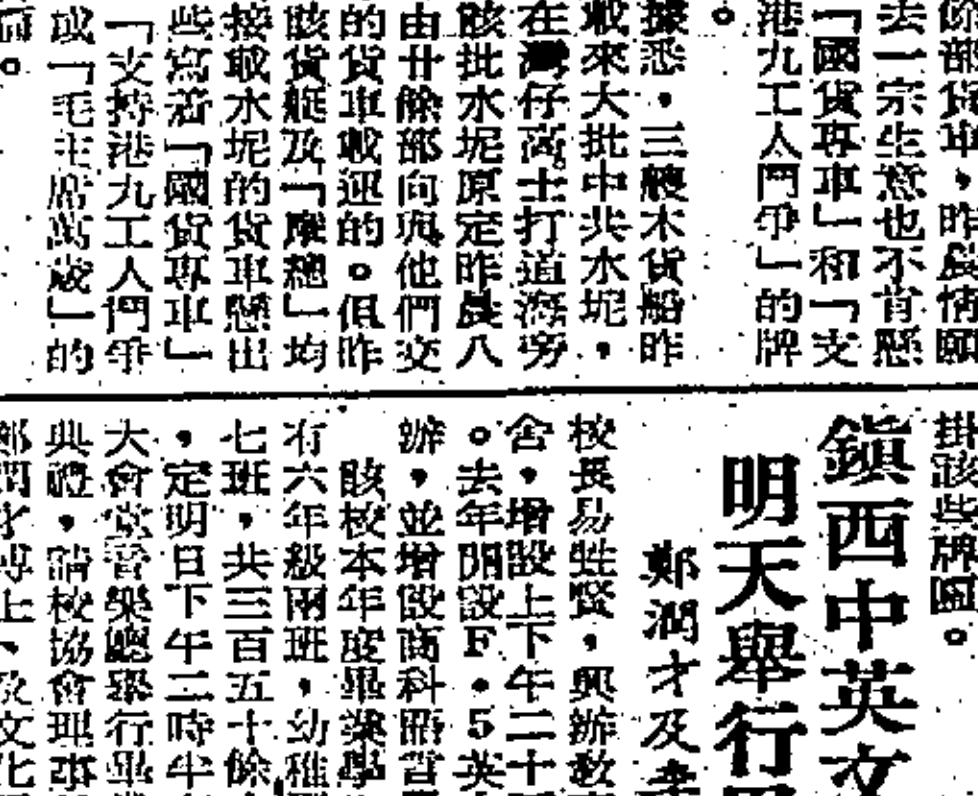 部貨車，昨晨情願
去一宗生意也不肯懸
「國貨專車」和「支
港九工人鬥爭」的牌
。
據悉，三艘木貨船昨
載來大批中共水坭，
在灣仔高士打道海旁
該批水坭原定昨晨八
由廿餘部向與他們交
的貨車載運的。但昨
該貨艇及「摩總」均
接載水坭的貨車懸出
些寫着「國貨專車」
「支持港九工人鬥爭
或「毛主席萬歲」的
掛該些牌匾。
鎮西中英文
明天舉行
鄭潤才及李
校長易牲賢，興辦教
舍，增設上下午二十
。去年開設F．5英
辦，並增設商科
該校本年度畢業學
有六年級兩班，幼稚
七班，共三百五十餘
，定明日下午二時半
大會堂音樂廳舉行畢
典禮，請校協會理事
鄭潤才博士、及文化